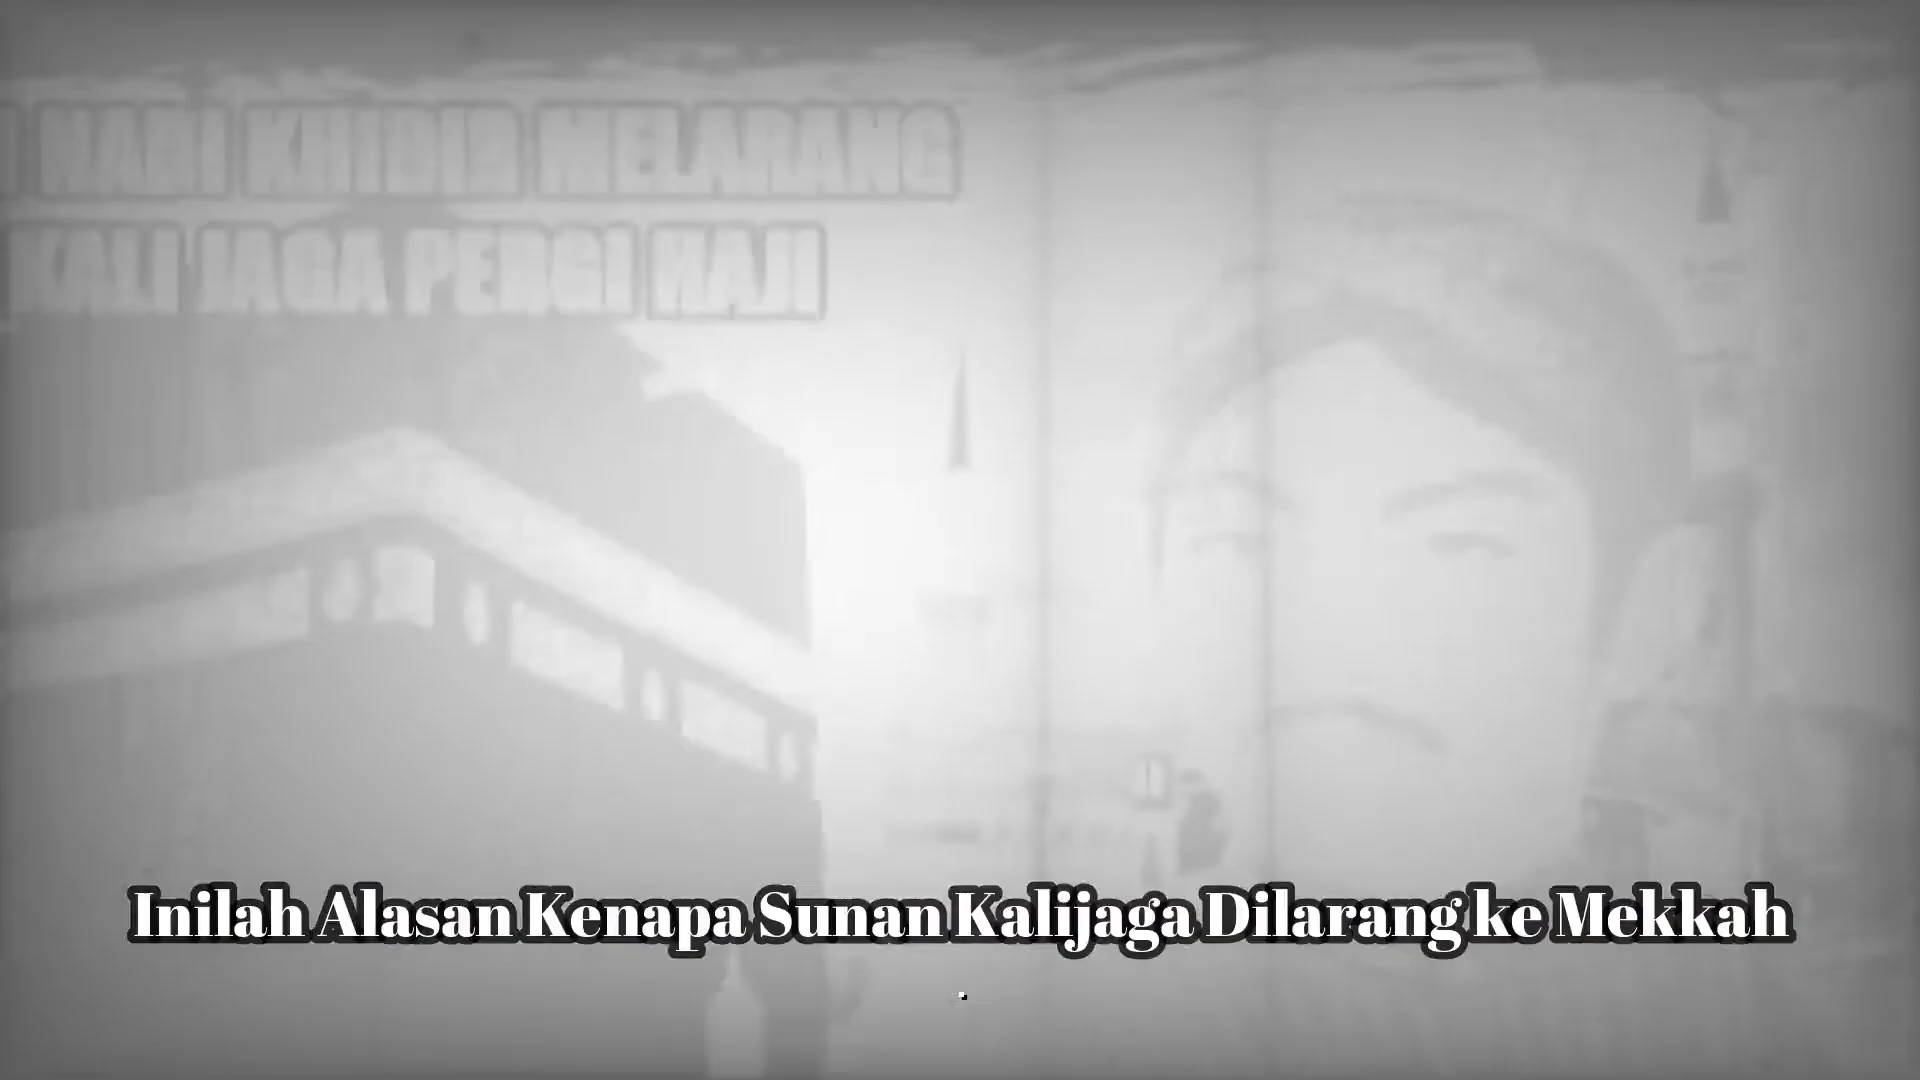 NABI KHIDIR MELARANG
KALI JAGA PERGI HAJI
Inilah Alasan Kenapa Sunan Kalijaga Dilarang ke Mekkah